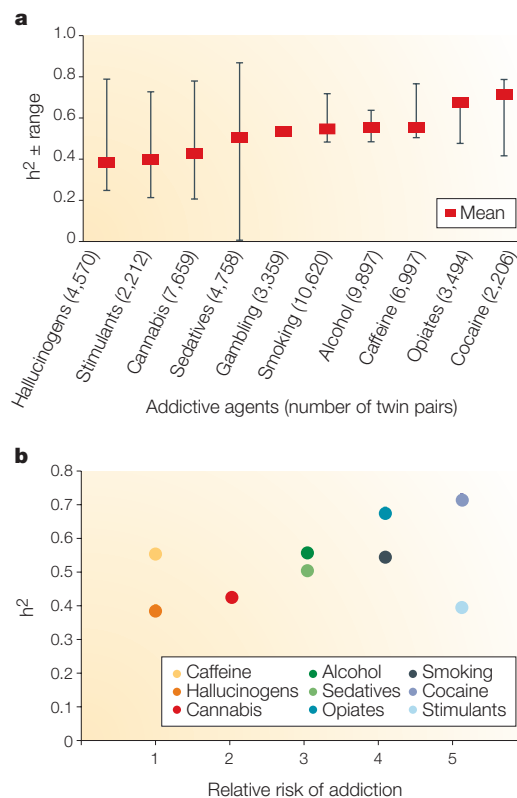 a
1.0
0.8
0.6
0.4
0.2
0
h² ± range
Mean
Hallucinogens (4,570)
Stimulants (2,212)
Cannabis (7,659)
Sedatives (4,758)
Gambling (3,359)
Smoking (10,620)
Alcohol (9,897)
Caffeine (6,997)
Opiates (3,494)
Cocaine (2,206)
Addictive agents (number of twin pairs)
b
0.8
0.7
0.6
0.5
0.4
0.3
0.2
0.1
0
h²
Caffeine Alcohol Smoking
Hallucinogens Sedatives Cocaine
Cannabis Opiates Stimulants
1 2 3 4 5
Relative risk of addiction